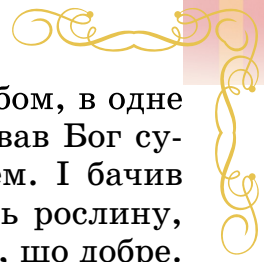 бом, в одне
вав Бог су-
ем. І бачив
ь рослину,
, що добре.